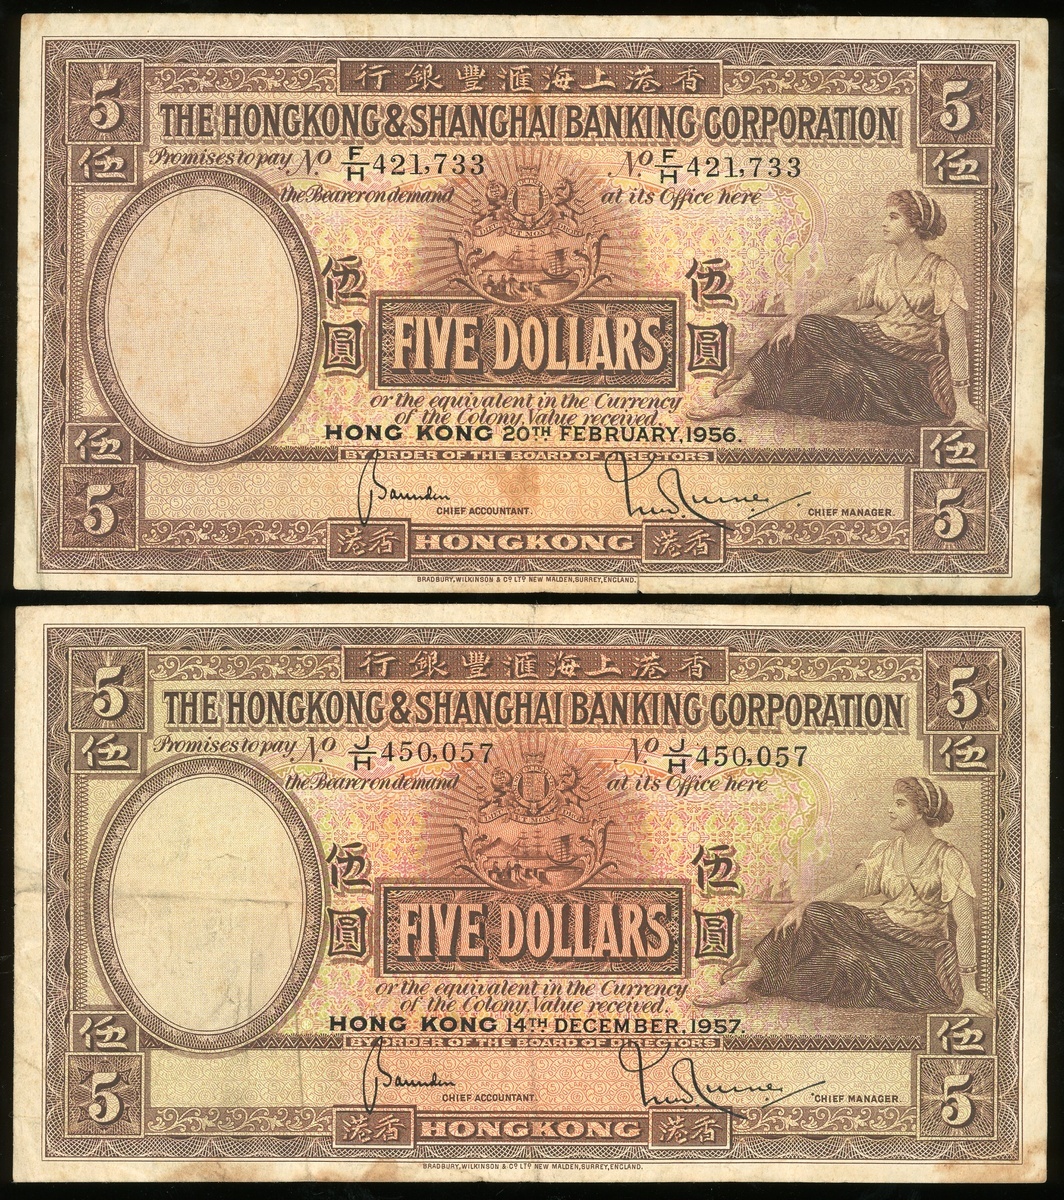 行銀豐滙海上港香
5 5
THE HONGKONG & SHANGHAI BANKING CORPORATION
伍 Promises to pay No F/H 421,733 No F/H 421,733 伍
the Bearer on demand at its Office here
伍圓 伍圓
FIVE DOLLARS
or the equivalent in the Currency
of the Colony, Value received.
HONG KONG 20TH FEBRUARY, 1956.
伍 BY ORDER OF THE BOARD OF DIRECTORS 伍
5 5
CHIEF ACCOUNTANT. CHIEF MANAGER.
港香 HONGKONG 港香
BRADBURY, WILKINSON & Co LTD NEW MALDEN, SURREY, ENGLAND.
行銀豐滙海上港香
5 5
THE HONGKONG & SHANGHAI BANKING CORPORATION
伍 Promises to pay No J/H 450,057 No J/H 450,057 伍
the Bearer on demand at its Office here
伍圓 伍圓
FIVE DOLLARS
or the equivalent in the Currency
of the Colony, Value received.
HONG KONG 14TH DECEMBER, 1957.
伍 BY ORDER OF THE BOARD OF DIRECTORS 伍
5 5
CHIEF ACCOUNTANT. CHIEF MANAGER.
港香 HONGKONG 港香
BRADBURY, WILKINSON & Co LTD NEW MALDEN, SURREY, ENGLAND.